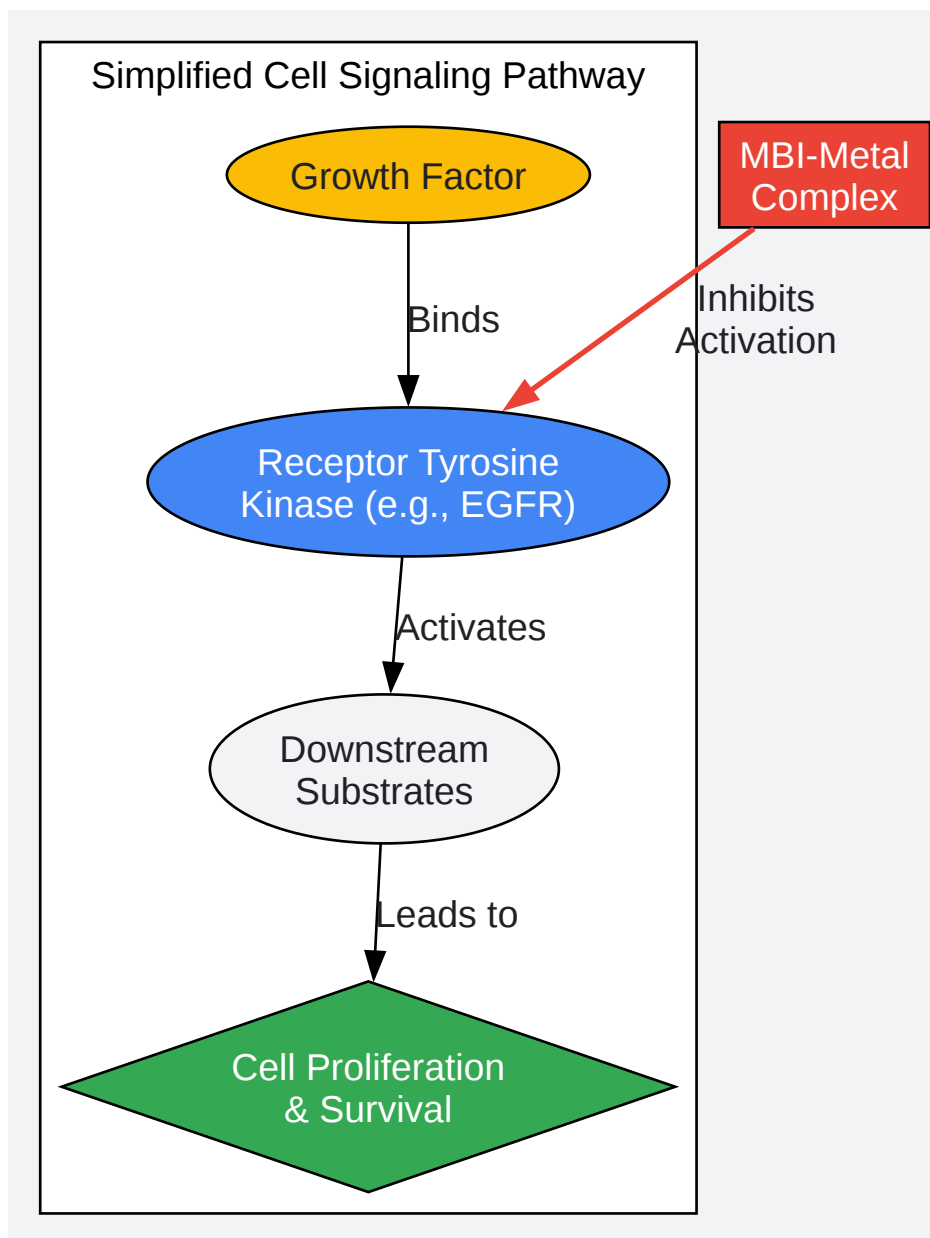 Simplified Cell Signaling Pathway
Growth Factor
MBI-Metal
Complex
Binds
Inhibits
Activation
Receptor Tyrosine
Kinase (e.g., EGFR)
Activates
Downstream
Substrates
Leads to
Cell Proliferation
& Survival